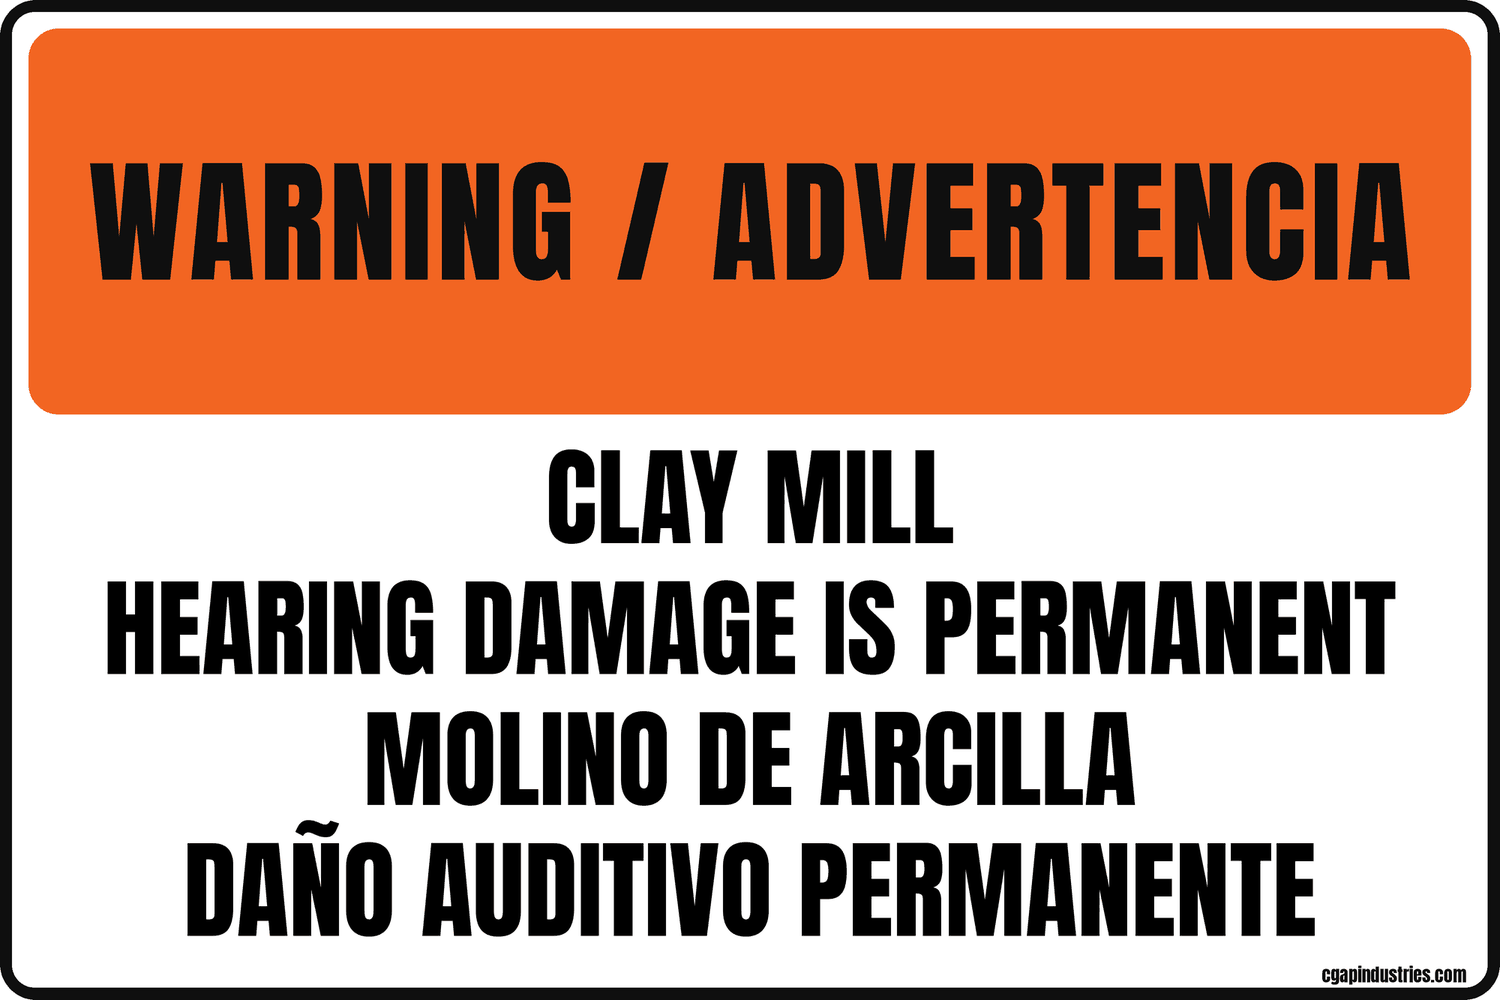 WARNING / ADVERTENCIA
CLAY MILL
HEARING DAMAGE IS PERMANENT
MOLINO DE ARCILLA
DAÑO AUDITIVO PERMANENTE
cgapindustries.com